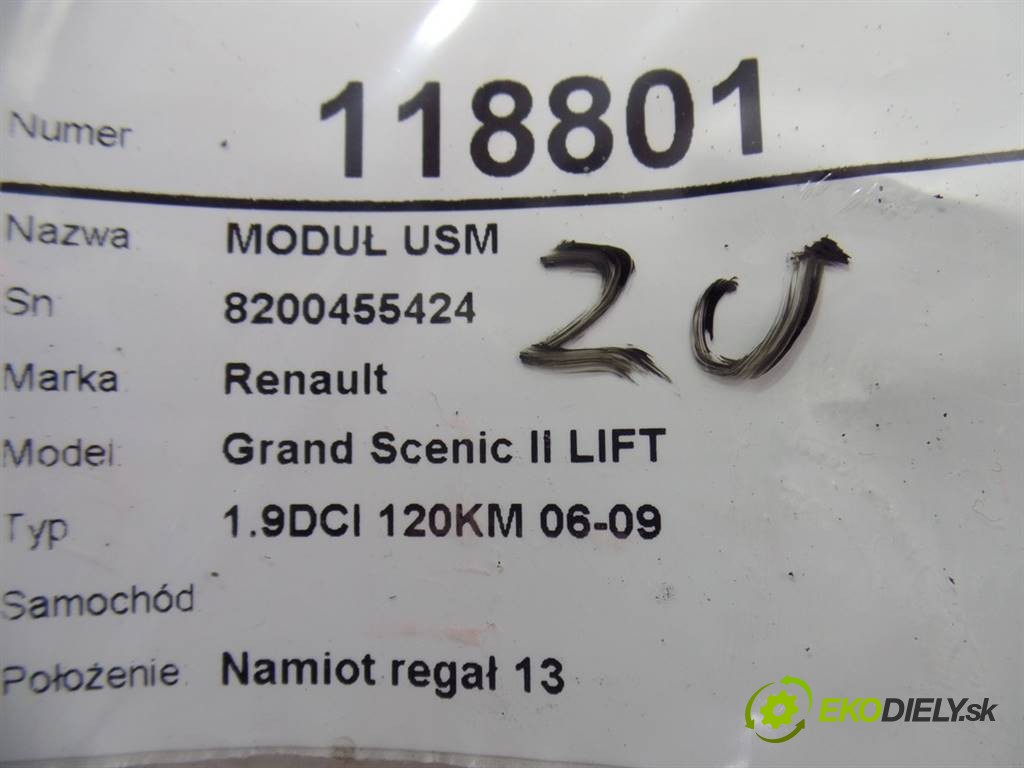 Numer 118801
Nazwa MODUŁ USM
20
Sn 8200455424
Marka Renault
Model Grand Scenic II LIFT
Typ 1.9DCI 120KM 06-09
Samochód
Położenie Namiot regał 13
EKODIELY.sk